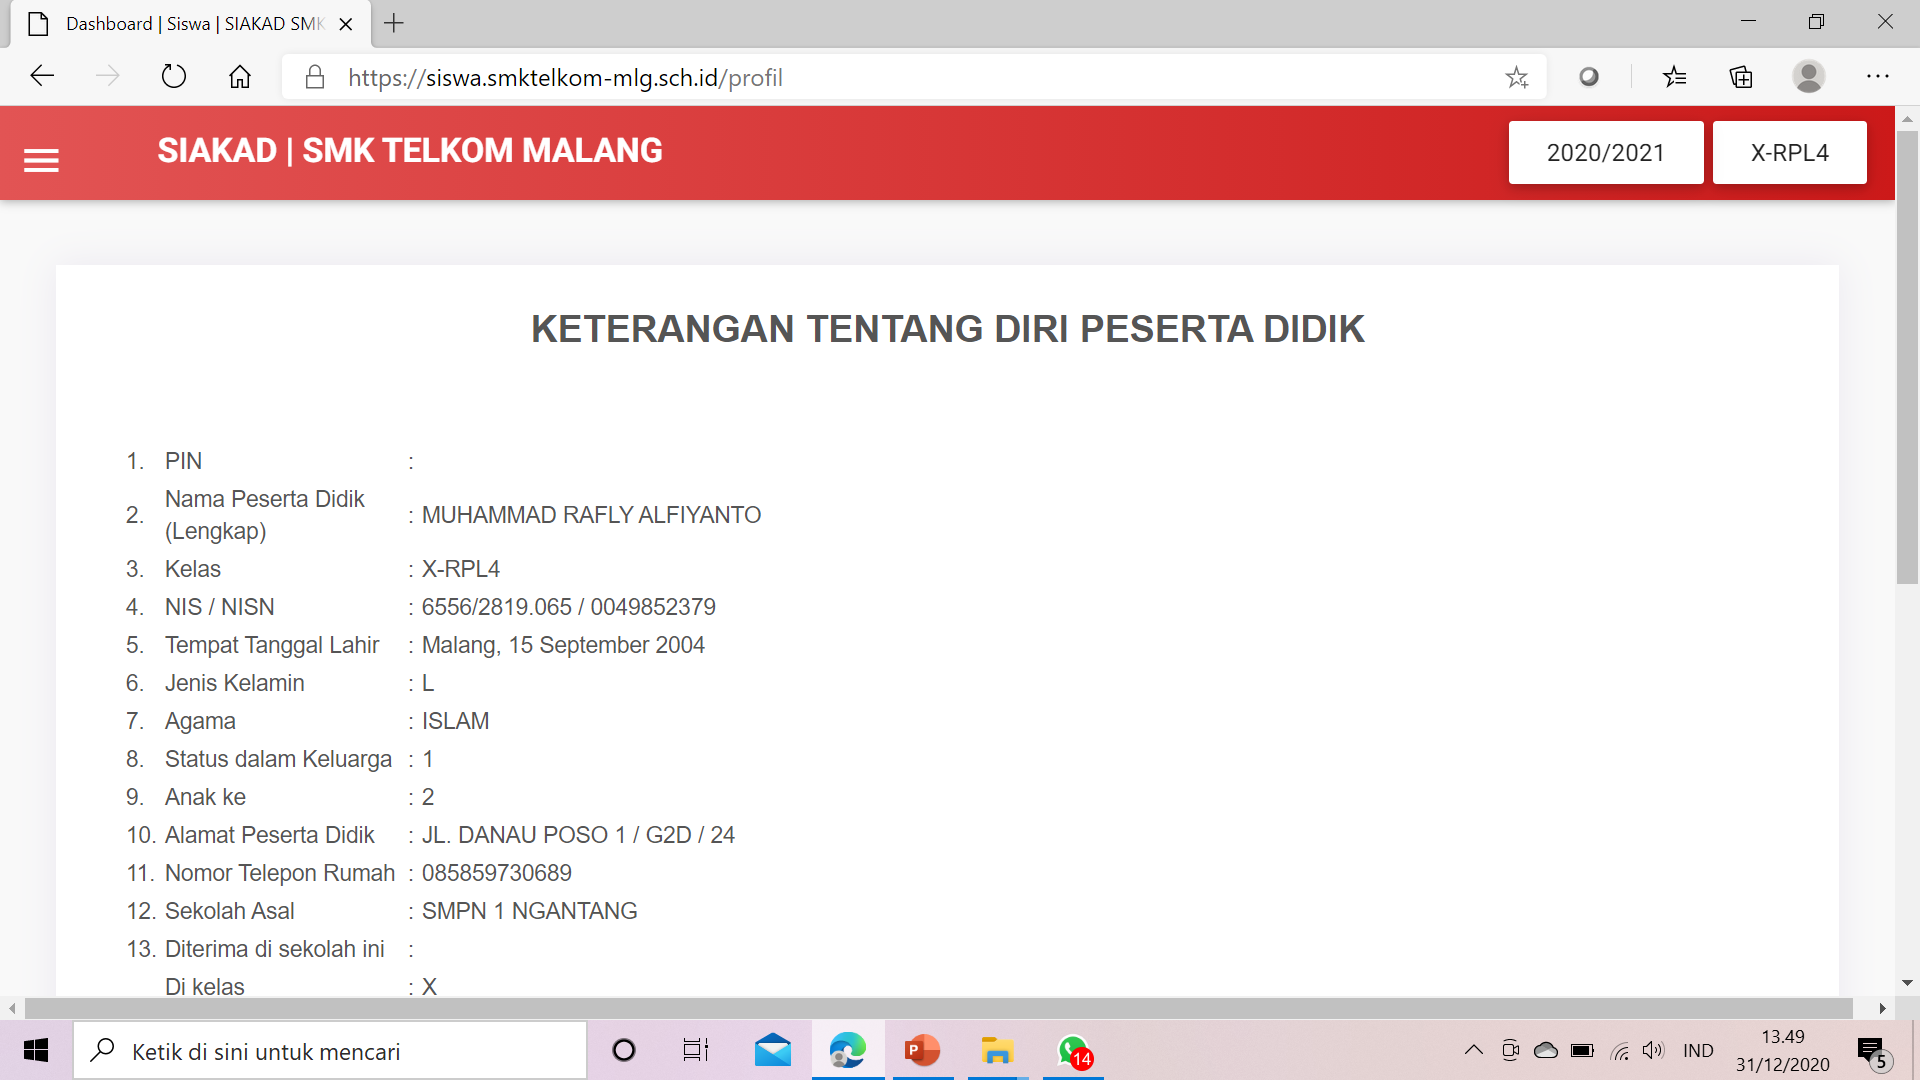 Dashboard | Siswa | SIAKAD SMK
https://siswa.smktelkom-mlg.sch.id/profil
SIAKAD | SMK TELKOM MALANG
2020/2021
X-RPL4
KETERANGAN TENTANG DIRI PESERTA DIDIK
1. PIN :
2. Nama Peserta Didik (Lengkap) : MUHAMMAD RAFLY ALFIYANTO
3. Kelas : X-RPL4
4. NIS / NISN : 6556/2819.065 / 0049852379
5. Tempat Tanggal Lahir : Malang, 15 September 2004
6. Jenis Kelamin : L
7. Agama : ISLAM
8. Status dalam Keluarga : 1
9. Anak ke : 2
10. Alamat Peserta Didik : JL. DANAU POSO 1 / G2D / 24
11. Nomor Telepon Rumah : 085859730689
12. Sekolah Asal : SMPN 1 NGANTANG
13. Diterima di sekolah ini :
Di kelas : X
Ketik di sini untuk mencari
P
14
IND
13.49
31/12/2020
5